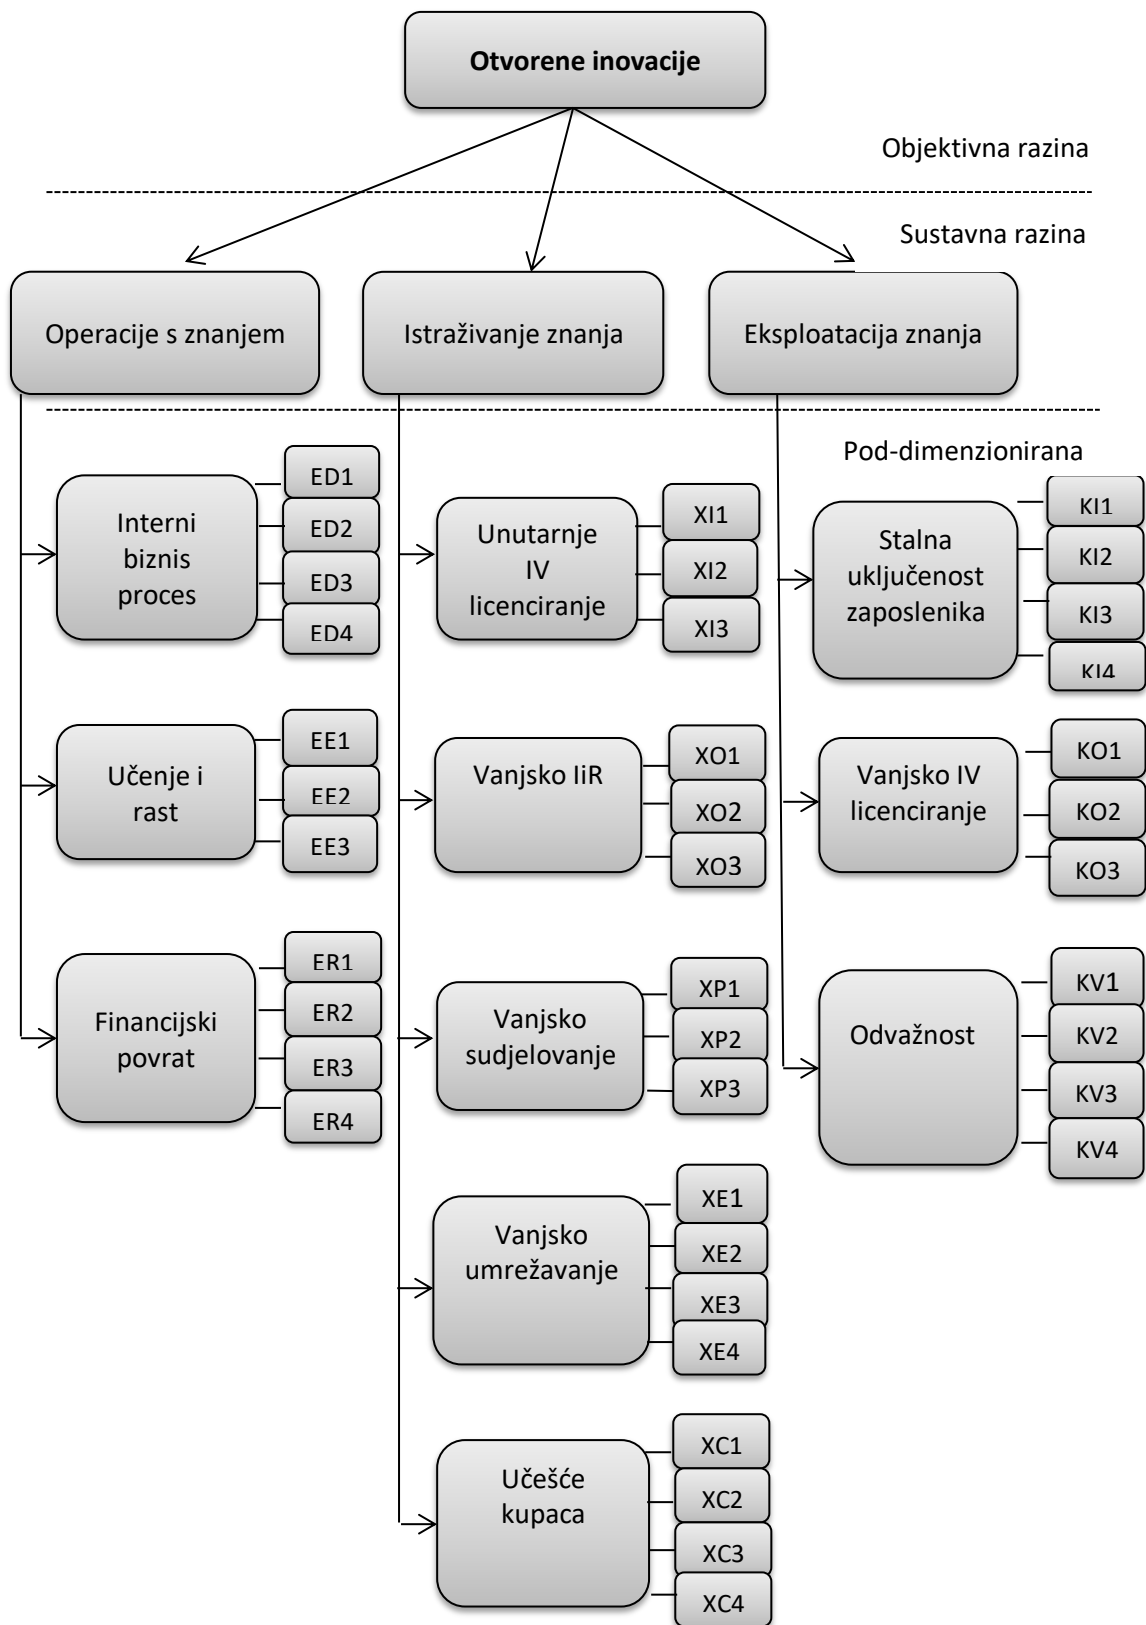 Otvorene inovacije
Objektivna razina
Sustavna razina
Operacije s znanjem
Istraživanje znanja
Eksploatacija znanja
Pod-dimenzionirana
Interni
biznis
proces
ED1
ED2
ED3
ED4
Učenje i
rast
EE1
EE2
EE3
Financijski
povrat
ER1
ER2
ER3
ER4
Unutarnje
IV
licenciranje
XI1
XI2
XI3
Vanjsko IiR
XO1
XO2
XO3
Vanjsko
sudjelovanje
XP1
XP2
XP3
Vanjsko
umrežavanje
XE1
XE2
XE3
XE4
Učešće
kupaca
XC1
XC2
XC3
XC4
Stalna
uključenost
zaposlenika
KI1
KI2
KI3
KI4
Vanjsko IV
licenciranje
KO1
KO2
KO3
Odvažnost
KV1
KV2
KV3
KV4